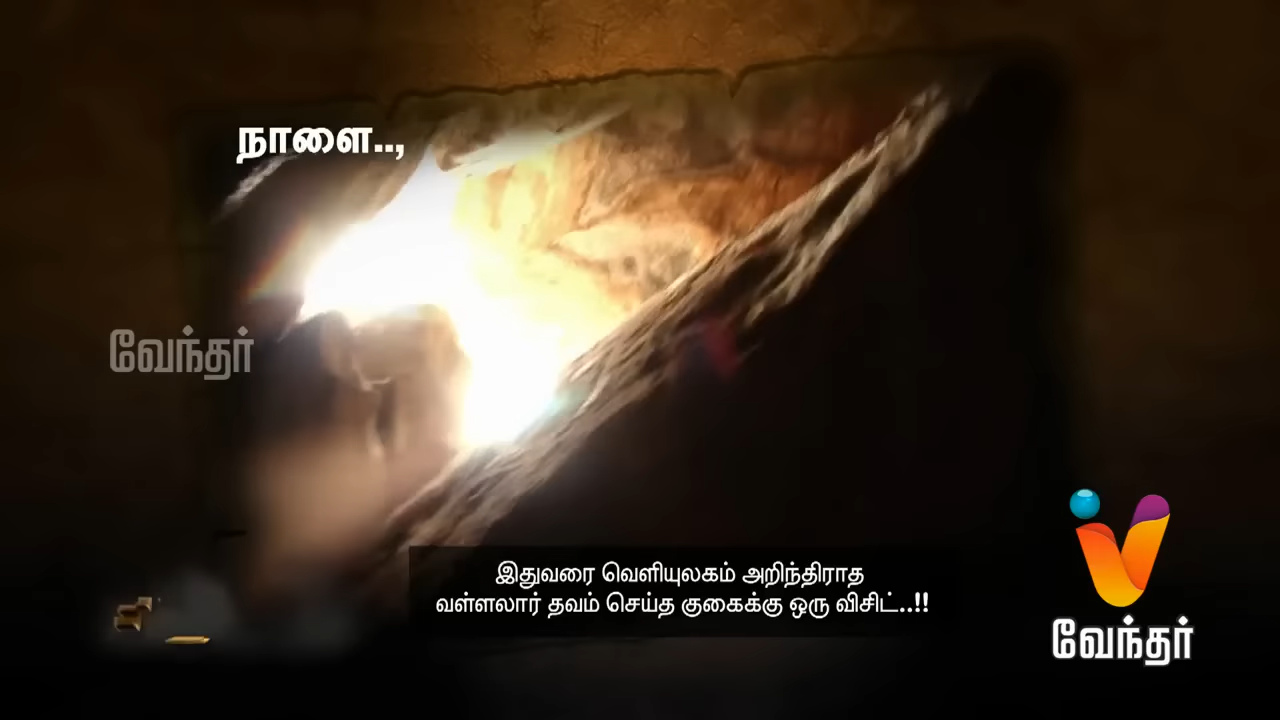 நாளை..,
வேந்தர்
இதுவரை வெளியுலகம் அறிந்திராத
வள்ளலார் தவம் செய்த குகைக்கு ஒரு விசிட்..!!
வேந்தர்